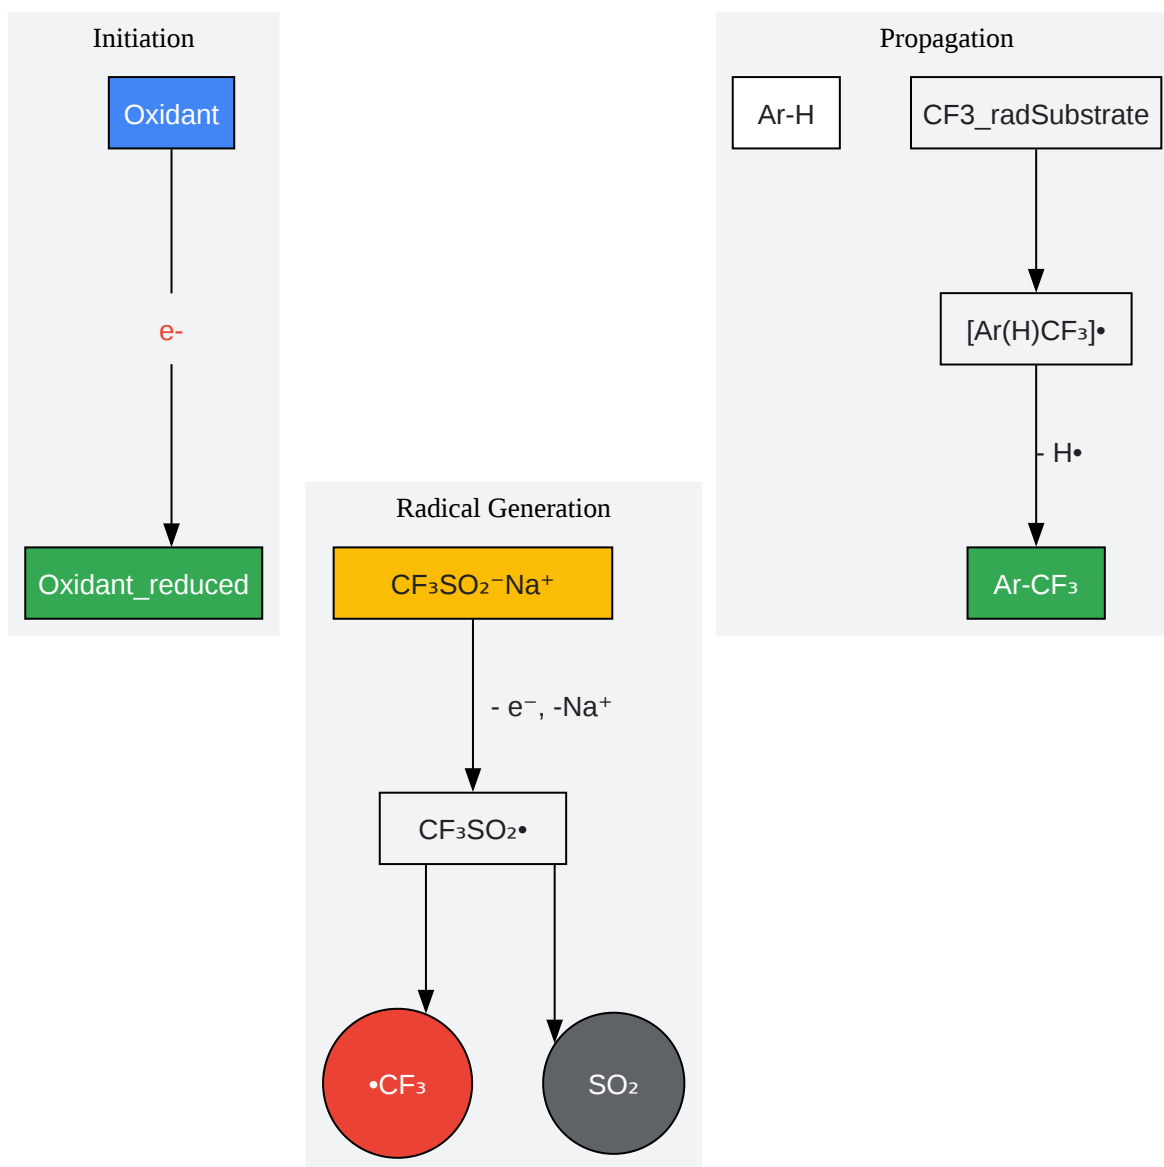 Initiation
Oxidant
e-
Oxidant_reduced
Radical Generation
CF₃SO₂⁻Na⁺
- e⁻, -Na⁺
CF₃SO₂•
•CF₃
SO₂
Propagation
Ar-H
CF3_radSubstrate
[Ar(H)CF₃]•
- H•
Ar-CF₃